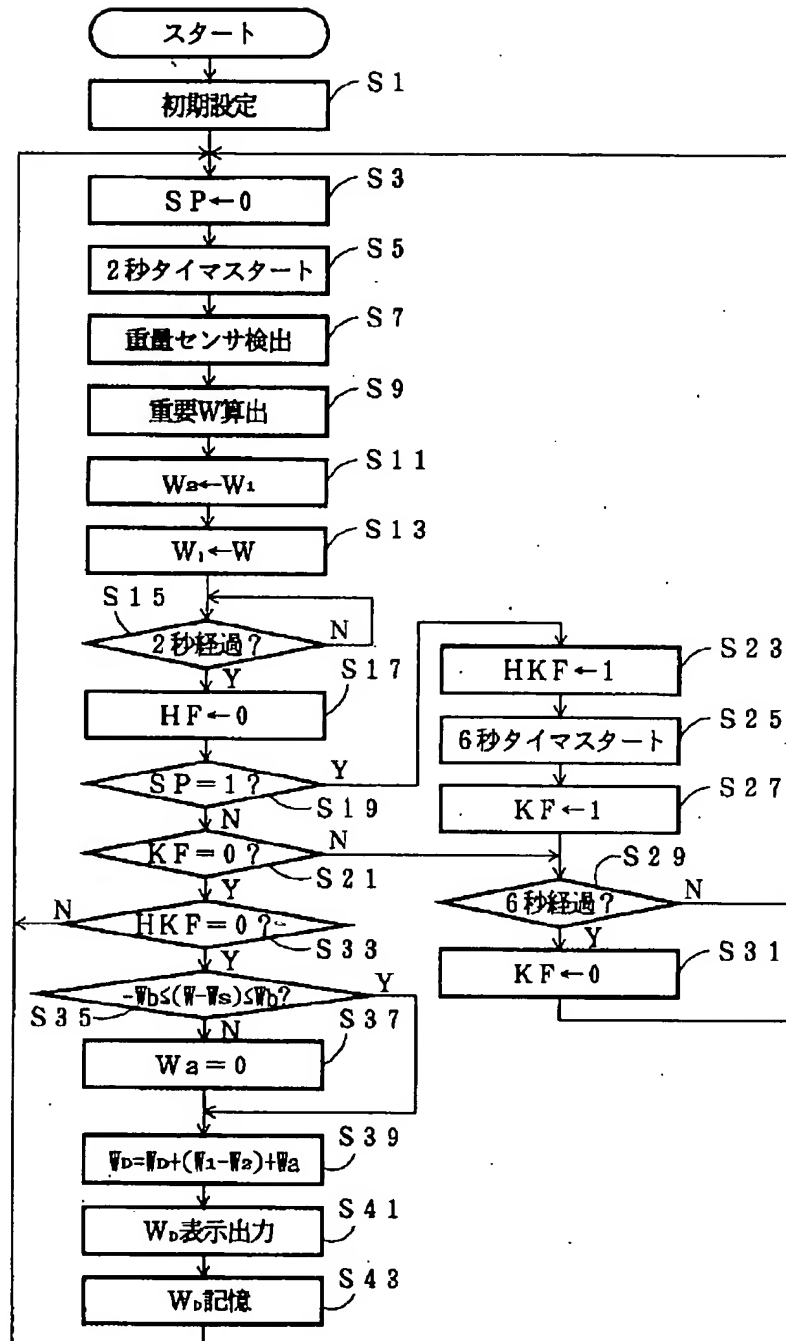 スタート
初期設定
S1
SP←0
S3
2秒タイマスタート
S5
重量センサ検出
S7
重要W算出
S9
W₂←W₁
S11
W₁←W
S13
S15
2秒経過?
N
Y
HF←0
S17
SP=1?
Y
S19
N
KF=0?
N
S21
Y
HKF=0?
N
S33
Y
-Wb≤(W-Ws)≤Wb?
Y
S35
N
Wa=0
S37
WD=WD+(W₁-W₂)+Wa
S39
WD表示出力
S41
WD記憶
S43
HKF←1
S23
6秒タイマスタート
S25
KF←1
S27
S29
6秒経過?
N
Y
KF←0
S31